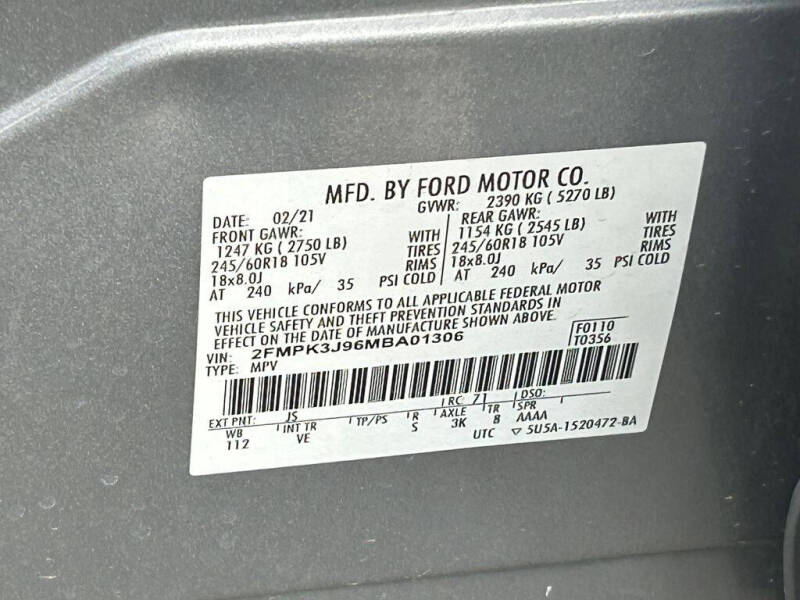 MFD. BY FORD MOTOR CO.
DATE: 02/21 GVWR: 2390 KG ( 5270 LB)
FRONT GAWR: REAR GAWR:
1247 KG ( 2750 LB) WITH 1154 KG ( 2545 LB) WITH
245/60R18 105V TIRES 245/60R18 105V TIRES
18x8.0J RIMS 18x8.0J RIMS
AT 240 kPa/ 35 PSI COLD AT 240 kPa/ 35 PSI COLD
THIS VEHICLE CONFORMS TO ALL APPLICABLE FEDERAL MOTOR
VEHICLE SAFETY AND THEFT PREVENTION STANDARDS IN
EFFECT ON THE DATE OF MANUFACTURE SHOWN ABOVE.
VIN: 2FMPK3J96MBA01306 F0110
TYPE: MPV T0356
EXT PNT: JS RC: 71 DSO:
WB INT TR TP/PS R AXLE TR SPR
112 VE S 3K 8 AAAA
UTC ▽ 5U5A-1520472-BA